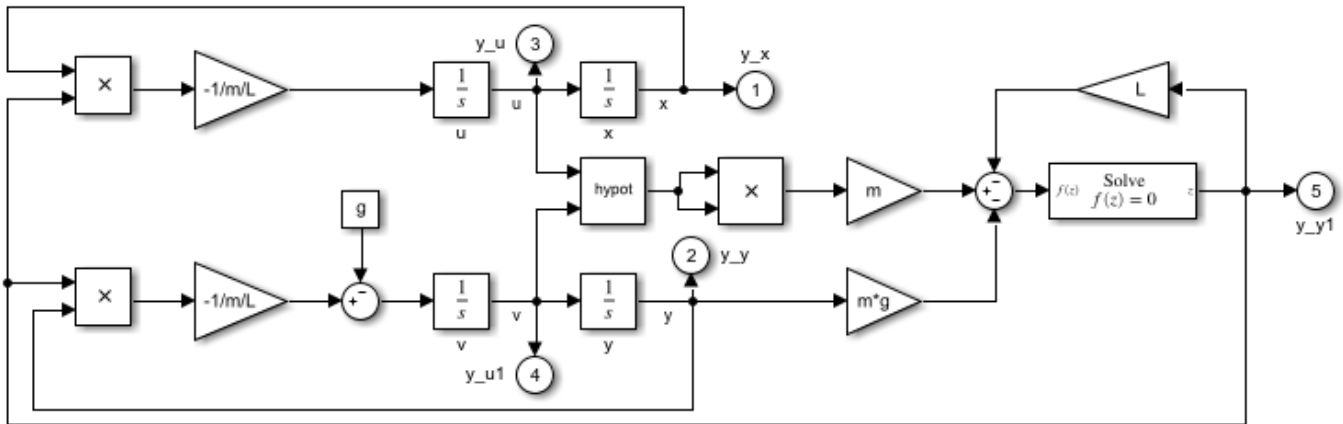 y_u
3
y_x
×
-1/m/L
1
s
u
u
1
s
x
x
1
L
hypot
×
m
+
−
−
f(z)
Solve
f(z) = 0
z
5
y_y1
g
2
y_y
×
-1/m/L
+
−
1
s
v
v
1
s
y
y
m*g
y_u1
4